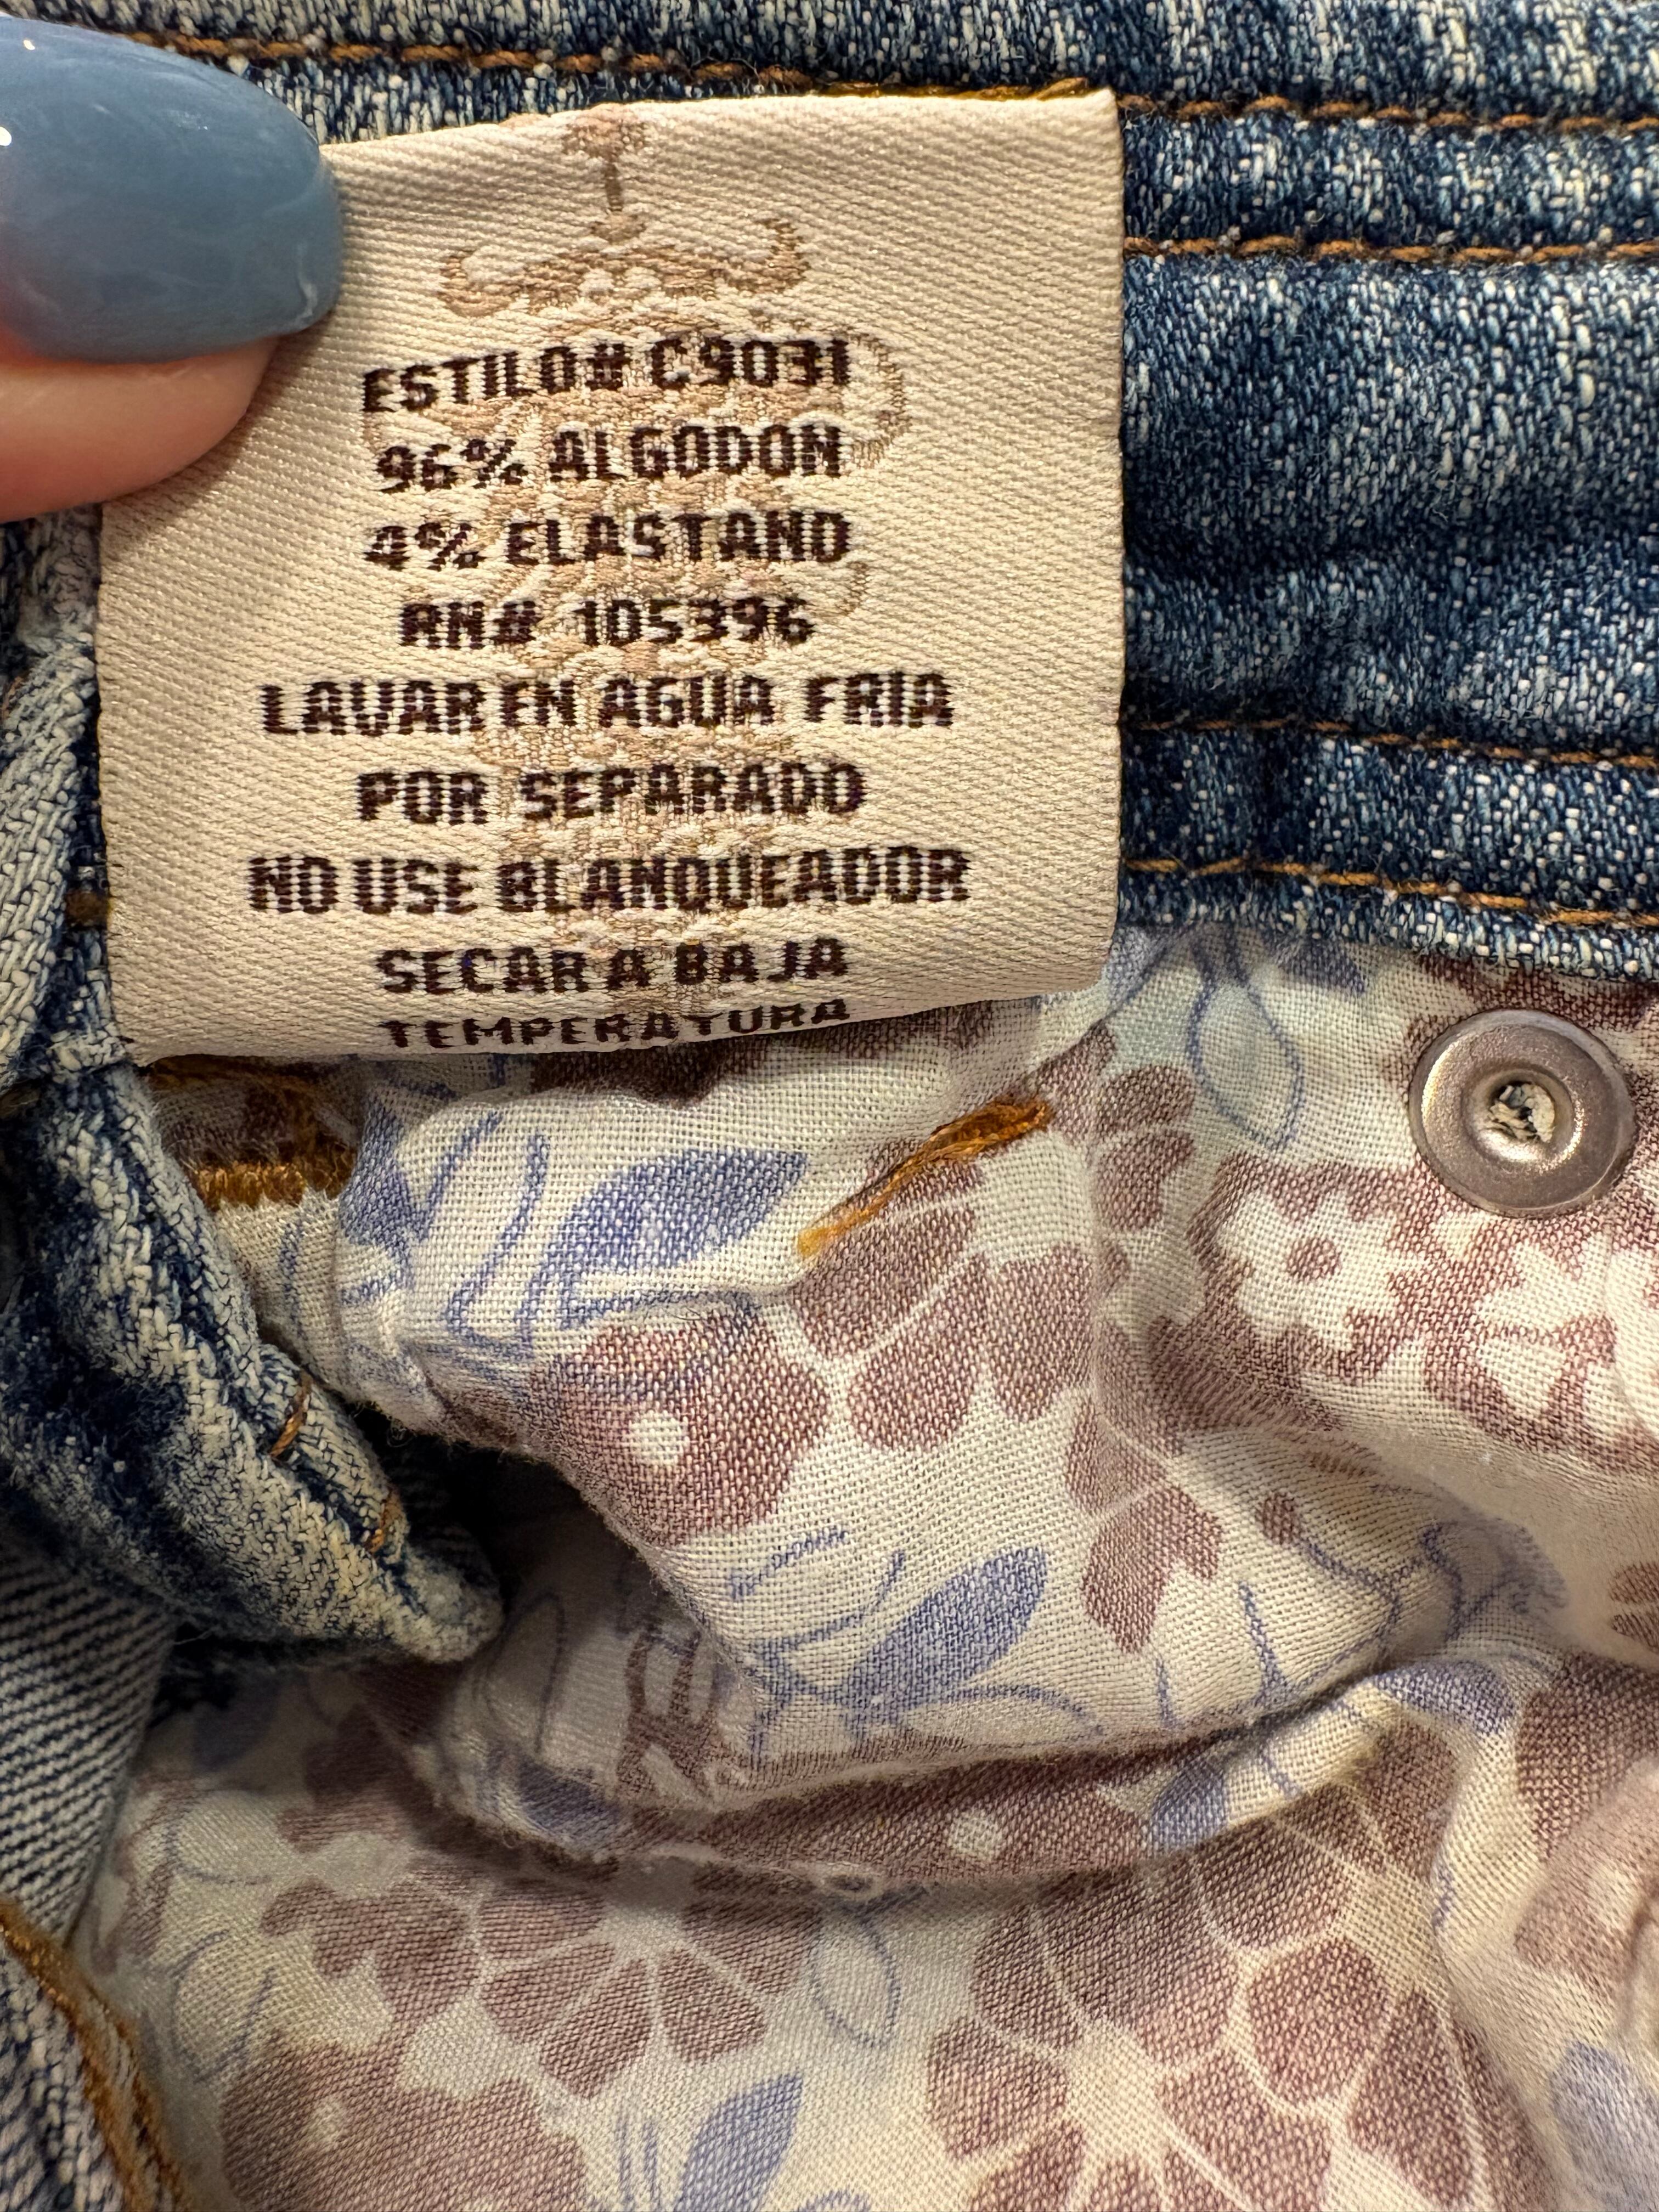 ESTILO# C9031
96% ALGODON
4% ELASTANO
RN# 105396
LAVAR EN AGUA FRIA
POR SEPARADO
NO USE BLANQUEADOR
SECAR A BAJA
TEMPERATURA